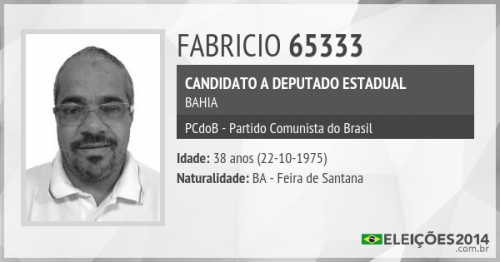 FABRICIO 65333
CANDIDATO A DEPUTADO ESTADUAL
BAHIA
PCdoB - Partido Comunista do Brasil
Idade: 38 anos (22-10-1975)
Naturalidade: BA - Feira de Santana
ELEIÇÕES2014
.com.br